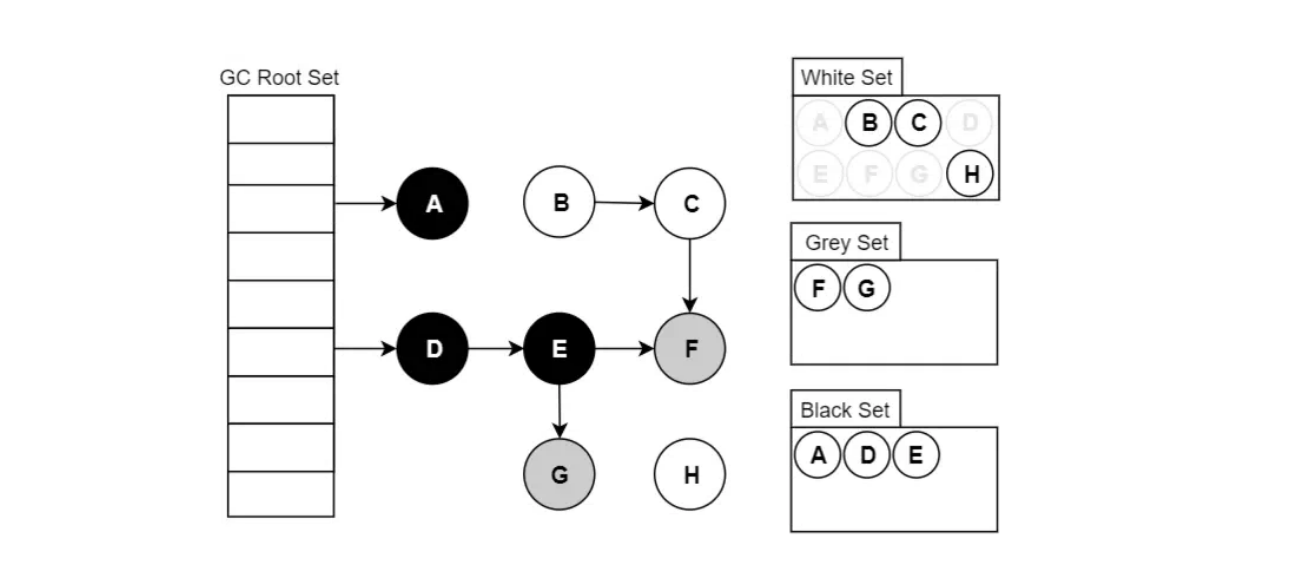 GC Root Set
A
B
C
D
E
F
G
H
White Set
A B C D
E F G H
Grey Set
F G
Black Set
A D E